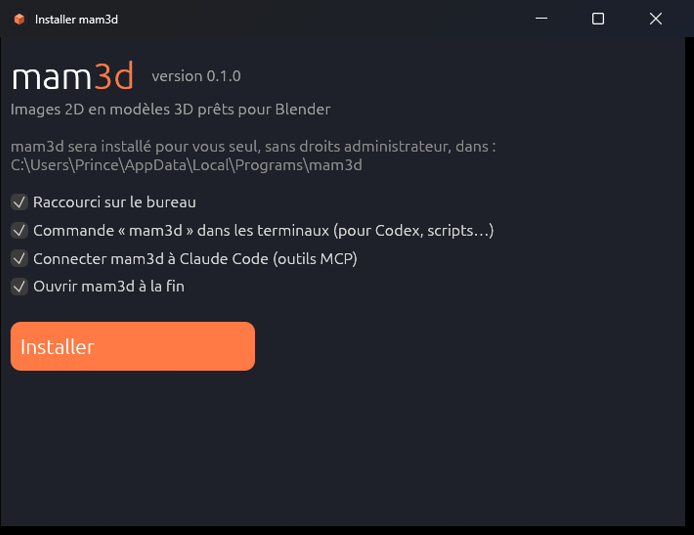 Installer mam3d
mam3d version 0.1.0
Images 2D en modèles 3D prêts pour Blender
mam3d sera installé pour vous seul, sans droits administrateur, dans :
C:\Users\Prince\AppData\Local\Programs\mam3d
Raccourci sur le bureau
Commande « mam3d » dans les terminaux (pour Codex, scripts…)
Connecter mam3d à Claude Code (outils MCP)
Ouvrir mam3d à la fin
Installer